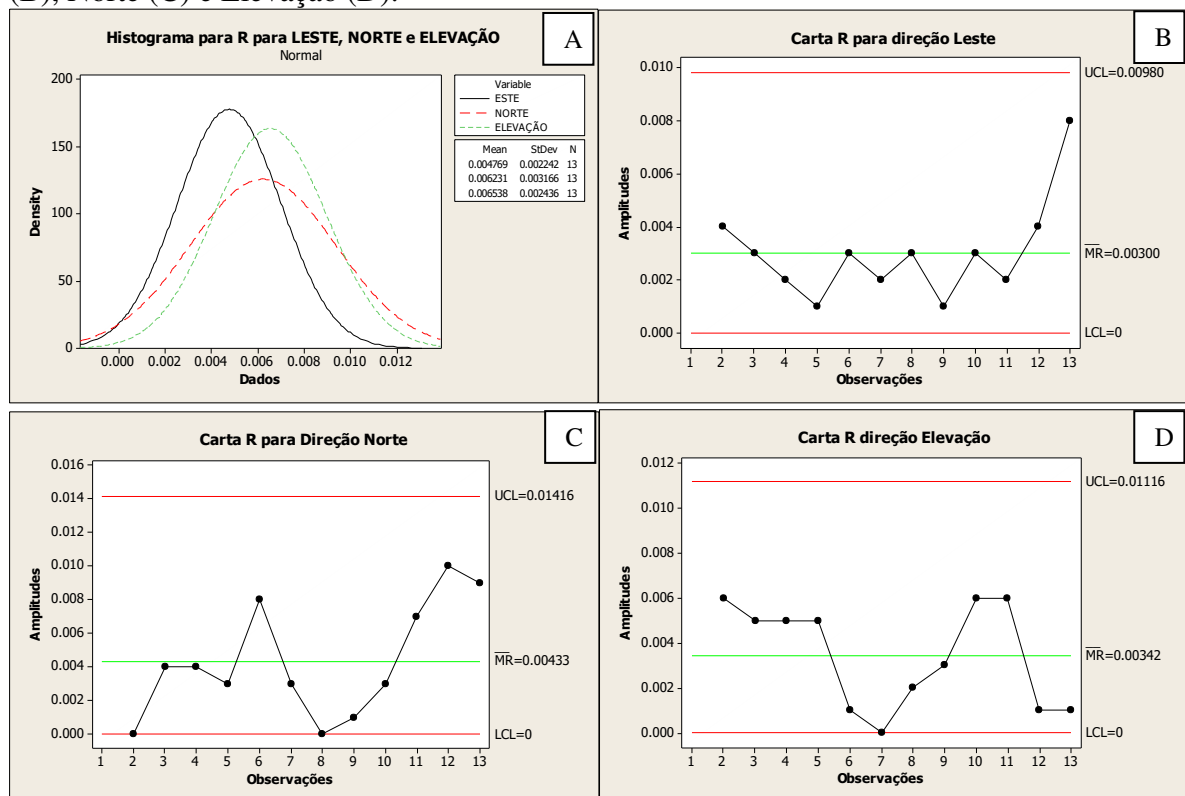 (B), Norte (C) e Elevação (D).
Histograma para R para LESTE, NORTE e ELEVAÇÃO
Normal
A
200
150
100
50
0
Density
0.000 0.002 0.004 0.006 0.008 0.010 0.012
Dados
Variable
ESTE
NORTE
ELEVAÇÃO
Mean StDev N
0.004769 0.002242 13
0.006231 0.003166 13
0.006538 0.002436 13
Carta R para direção Leste
B
0.010
0.008
0.006
0.004
0.002
0.000
Amplitudes
UCL=0.00980
MR=0.00300
LCL=0
1 2 3 4 5 6 7 8 9 10 11 12 13
Observações
Carta R para Direção Norte
C
0.016
0.014
0.012
0.010
0.008
0.006
0.004
0.002
0.000
Amplitudes
UCL=0.01416
MR=0.00433
LCL=0
1 2 3 4 5 6 7 8 9 10 11 12 13
Observações
Carta R direção Elevação
D
0.012
0.010
0.008
0.006
0.004
0.002
0.000
Amplitudes
UCL=0.01116
MR=0.00342
LCL=0
1 2 3 4 5 6 7 8 9 10 11 12 13
Observações